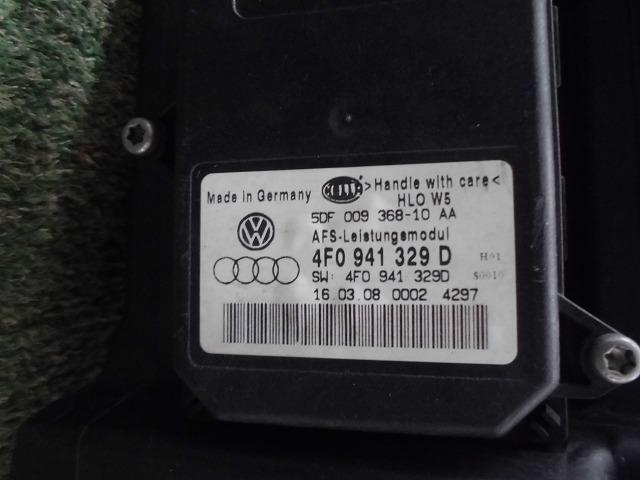 Made in Germany HELLA >Handle with care<
HLO W5
5DF 009 368-10 AA
AFS-Leistungsmodul
4F0 941 329 D H01
SW: 4F0 941 329D S0010
16.03.08 0002 4297